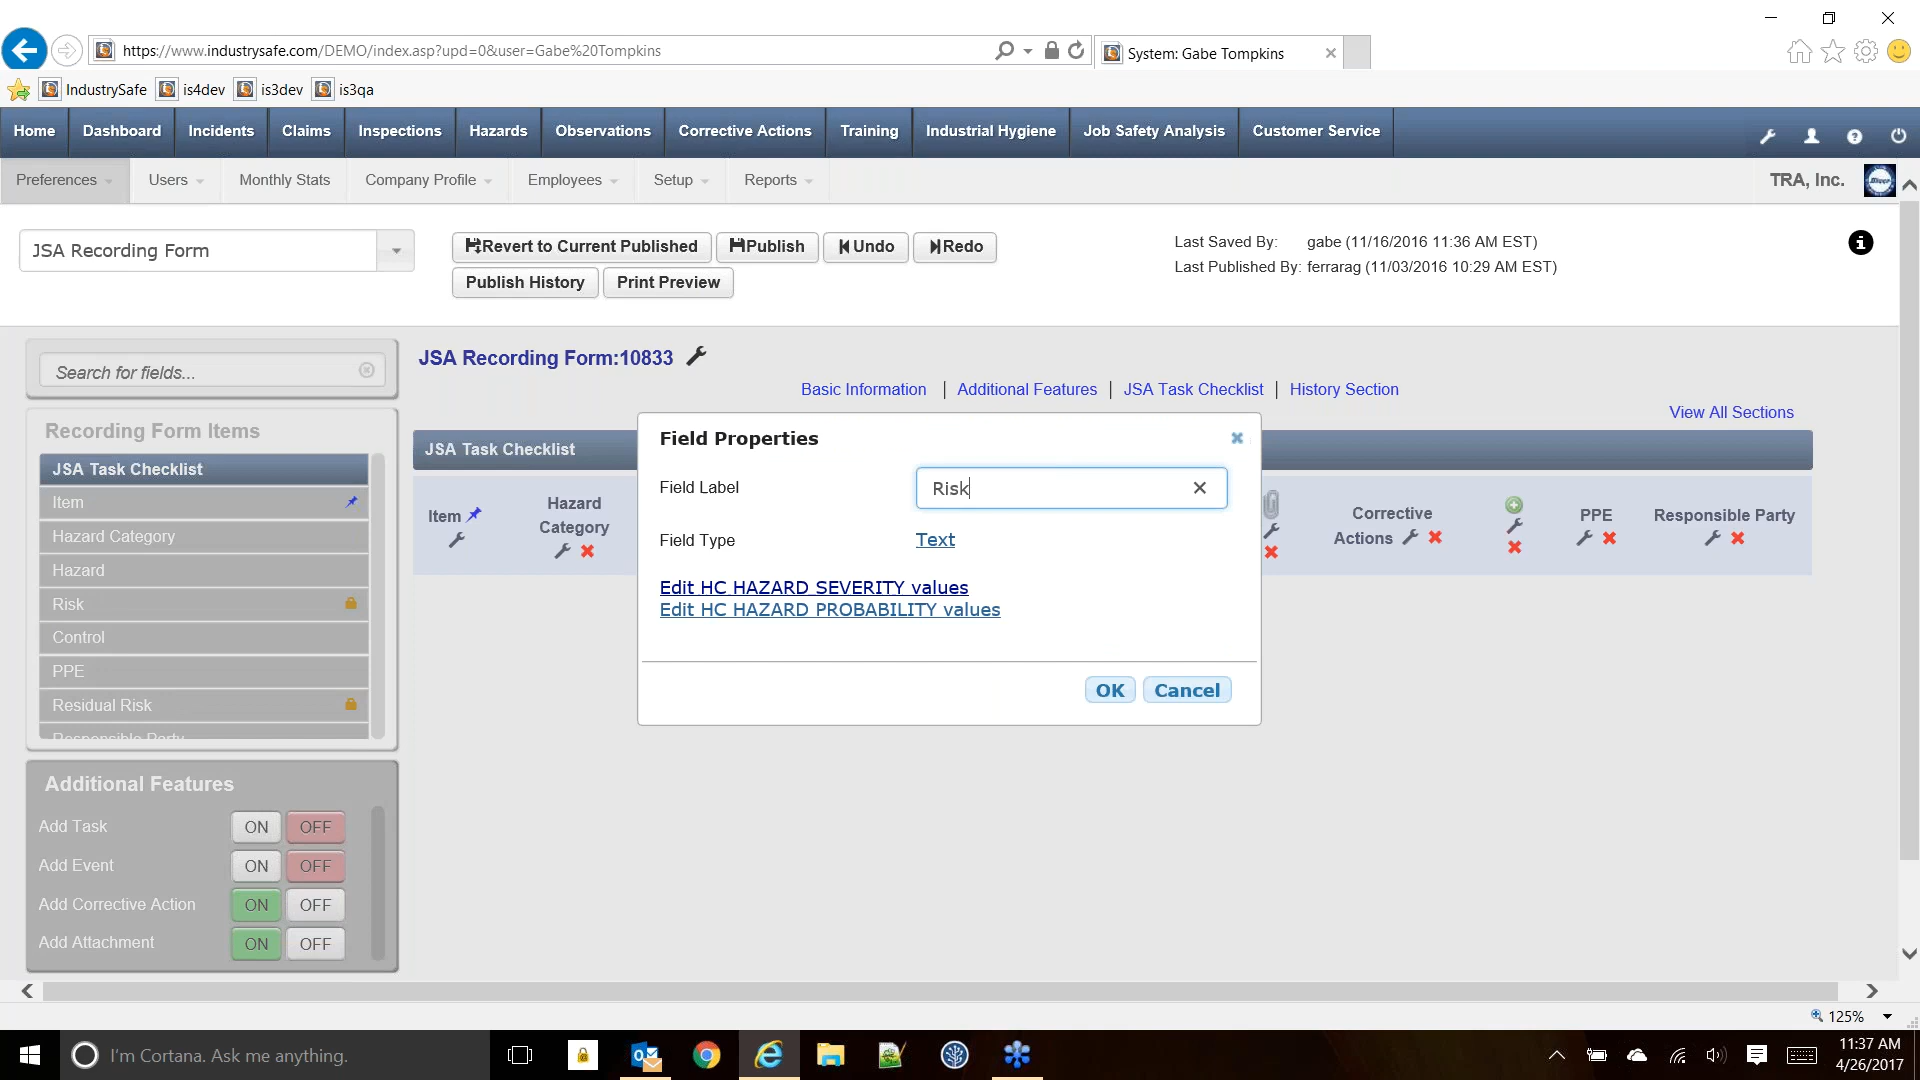 https://www.industrysafe.com/DEMO/index.asp?upd=0&user=Gabe%20Tompkins
System: Gabe Tompkins
IndustrySafe is4dev is3dev is3qa
Home Dashboard Incidents Claims Inspections Hazards Observations Corrective Actions Training Industrial Hygiene Job Safety Analysis Customer Service
Preferences Users Monthly Stats Company Profile Employees Setup Reports TRA, Inc.
JSA Recording Form
Revert to Current Published Publish Undo Redo
Publish History Print Preview
Last Saved By: gabe (11/16/2016 11:36 AM EST)
Last Published By: ferrarag (11/03/2016 10:29 AM EST)
Search for fields...
Recording Form Items
JSA Task Checklist
Item
Hazard Category
Hazard
Risk
Control
PPE
Residual Risk
Responsible Party
Additional Features
Add Task ON OFF
Add Event ON OFF
Add Corrective Action ON OFF
Add Attachment ON OFF
JSA Recording Form:10833
Basic Information | Additional Features | JSA Task Checklist | History Section
View All Sections
JSA Task Checklist
Item
Hazard
Category
Corrective
Actions
PPE
Responsible Party
Field Properties
Field Label Risk
Field Type Text
Edit HC HAZARD SEVERITY values
Edit HC HAZARD PROBABILITY values
OK Cancel
125%
I'm Cortana. Ask me anything.
11:37 AM
4/26/2017